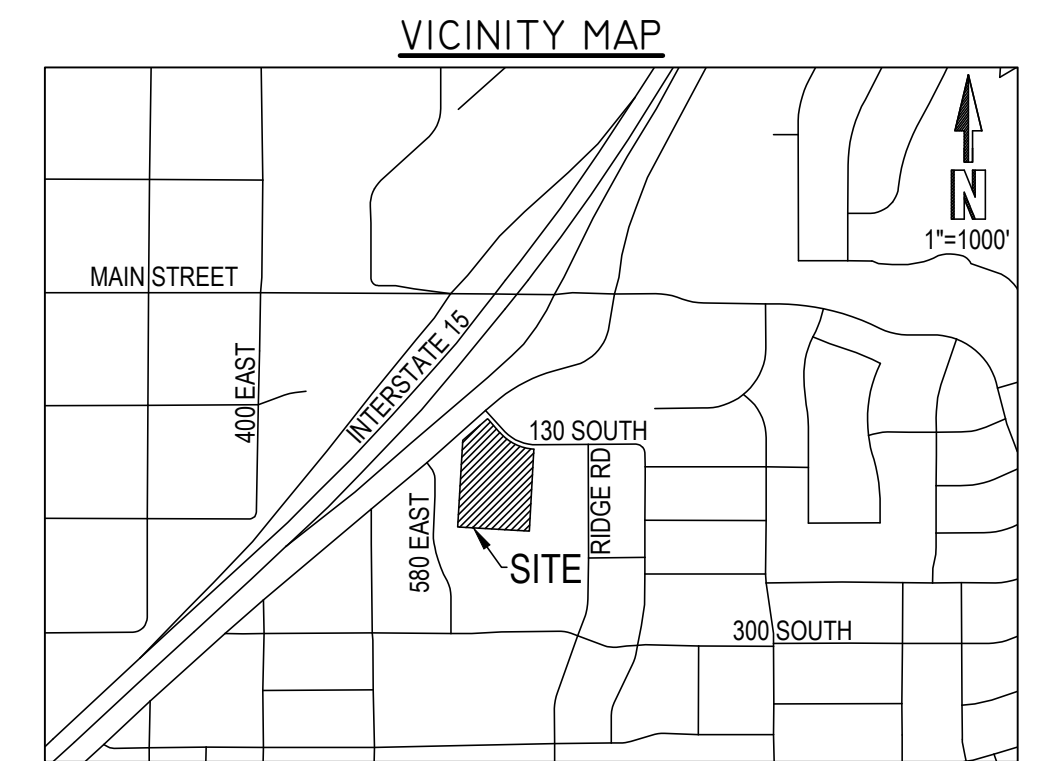 VICINITY MAP
N
1"=1000'
MAIN STREET
INTERSTATE 15
400 EAST
130 SOUTH
RIDGE RD
580 EAST
SITE
300 SOUTH